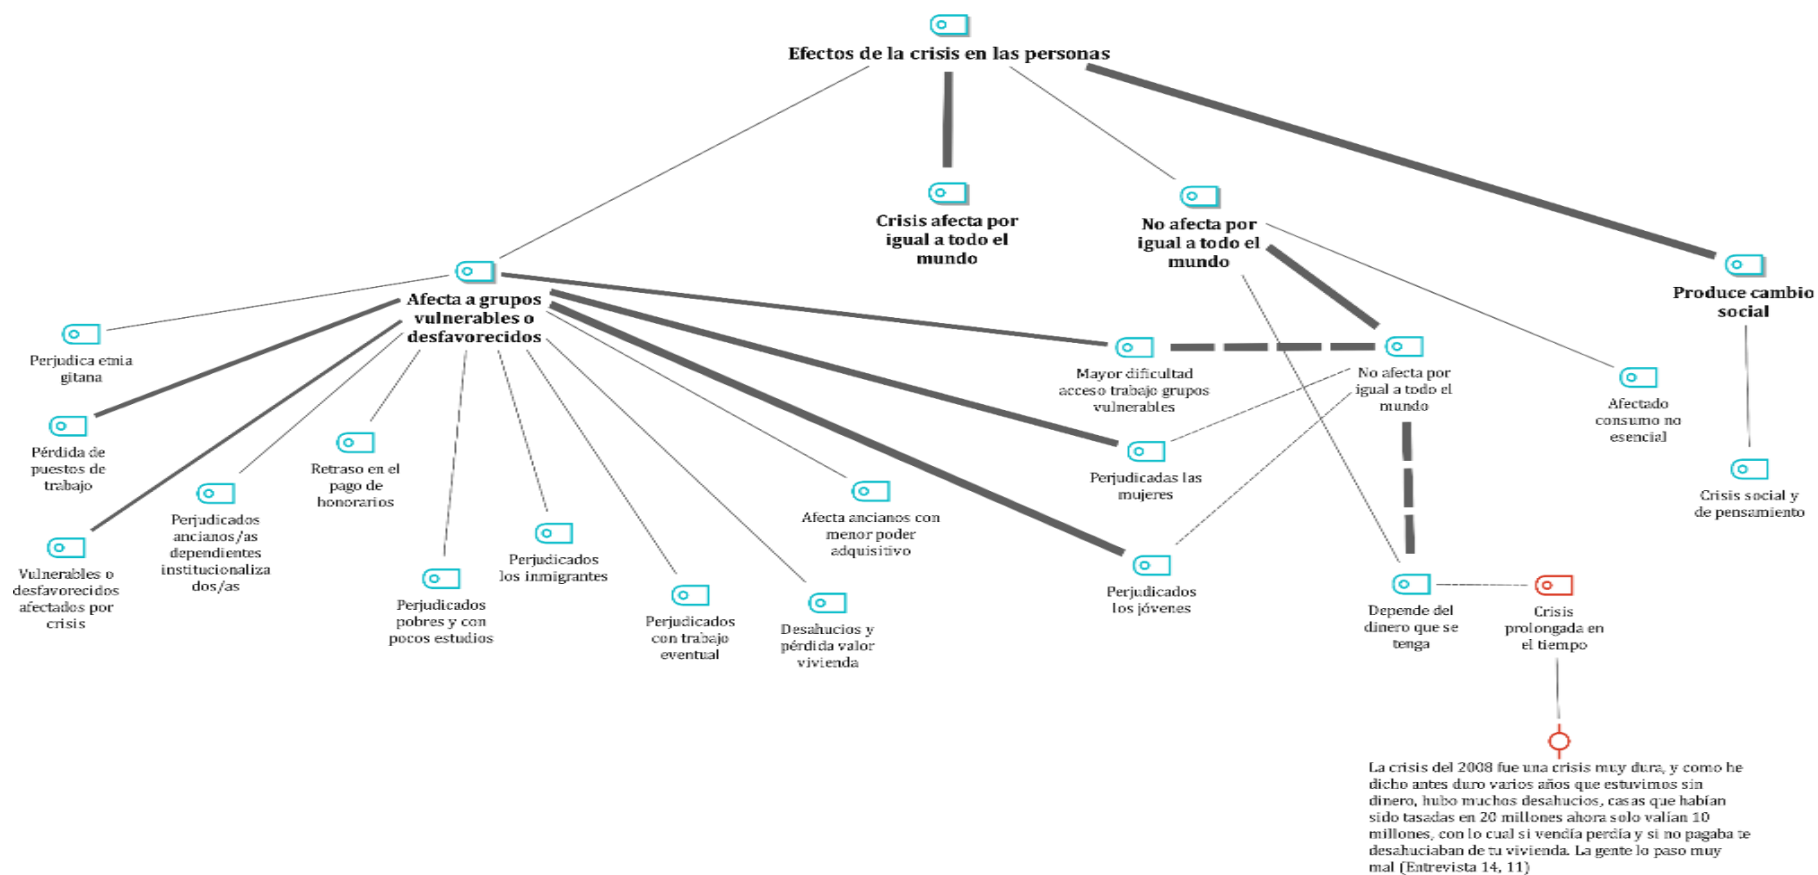 Efectos de la crisis en las personas
Crisis afecta por
igual a todo el
mundo
No afecta por
igual a todo el
mundo
Produce cambio
social
Afecta a grupos
vulnerables o
desfavorecidos
Perjudica etnia
gitana
Mayor dificultad
acceso trabajo grupos
vulnerables
No afecta por
igual a todo el
mundo
Afectado
consumo no
esencial
Pérdida de
puestos de
trabajo
Retraso en el
pago de
honorarios
Perjudicadas las
mujeres
Crisis social y
de pensamiento
Perjudicados
ancianos/as
dependientes
institucionaliza
dos/as
Afecta ancianos con
menor poder
adquisitivo
Vulnerables o
desfavorecidos
afectados por
crisis
Perjudicados
los inmigrantes
Perjudicados
los jóvenes
Perjudicados
pobres y con
pocos estudios
Perjudicados
con trabajo
eventual
Desahucios y
pérdida valor
vivienda
Depende del
dinero que se
tenga
Crisis
prolongada en
el tiempo
La crisis del 2008 fue una crisis muy dura, y como he
dicho antes duro varios años que estuvimos sin
dinero, hubo muchos desahucios, casas que habían
sido tasadas en 20 millones ahora solo valían 10
millones, con lo cual si vendía perdía y si no pagaba te
desahuciaban de tu vivienda. La gente lo paso muy
mal (Entrevista 14, 11)